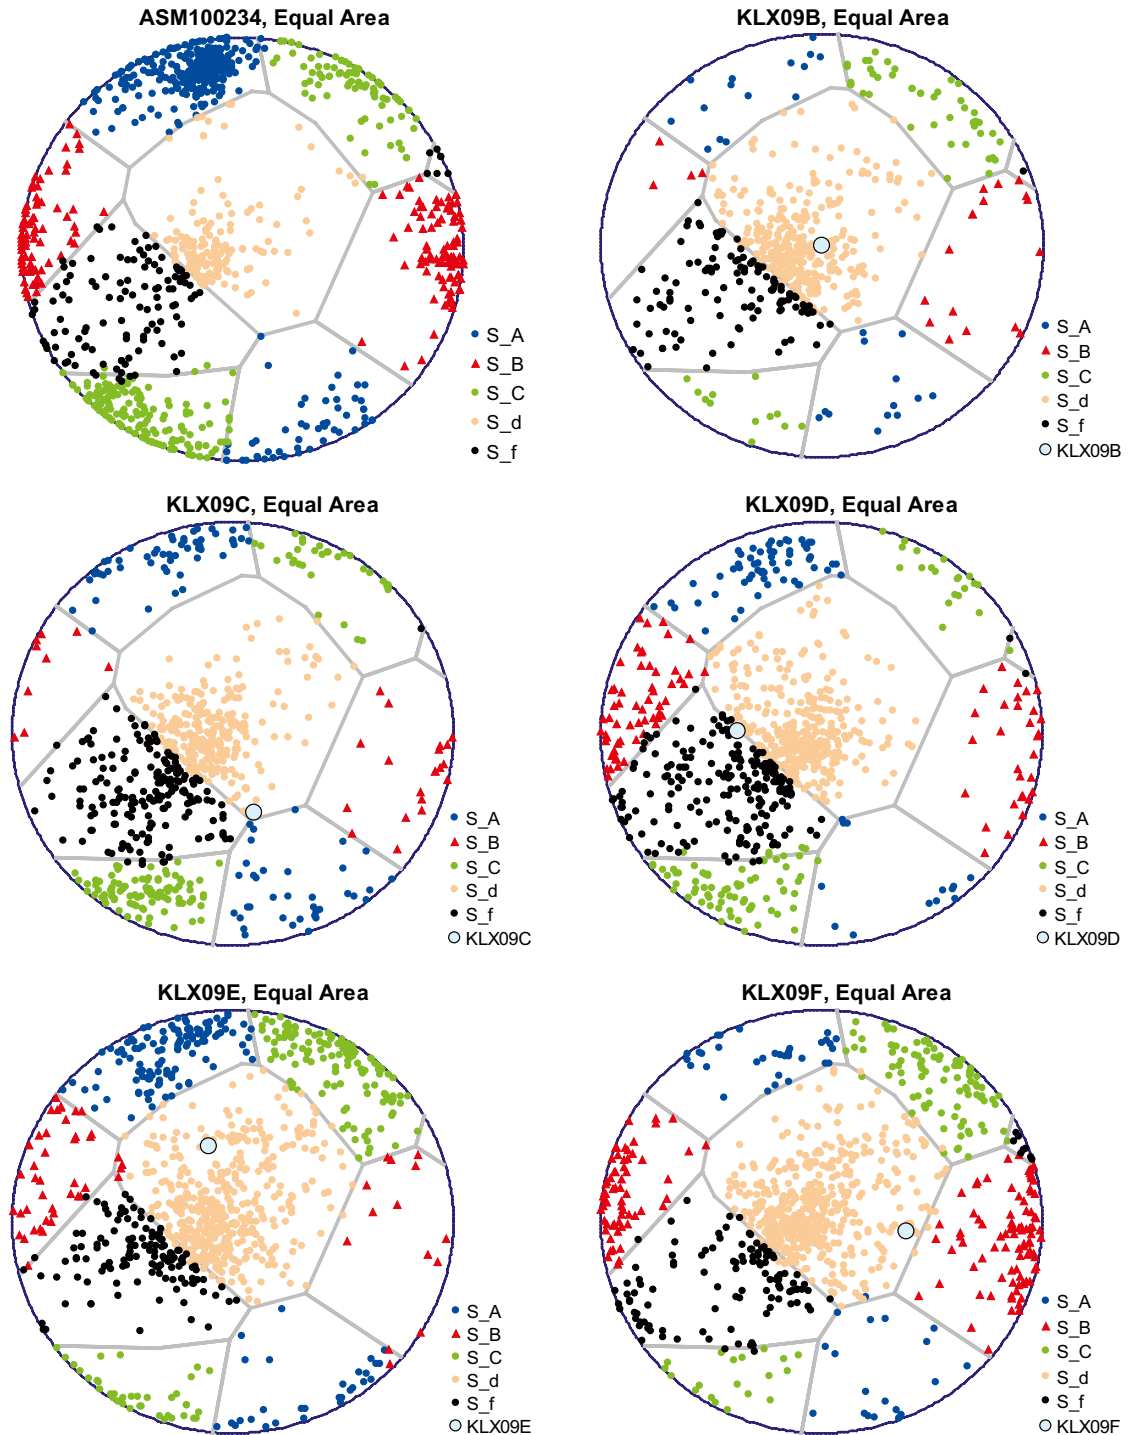 ASM100234, Equal Area
S_A
S_B
S_C
S_d
S_f
KLX09B, Equal Area
S_A
S_B
S_C
S_d
S_f
KLX09B
KLX09C, Equal Area
S_A
S_B
S_C
S_d
S_f
KLX09C
KLX09D, Equal Area
S_A
S_B
S_C
S_d
S_f
KLX09D
KLX09E, Equal Area
S_A
S_B
S_C
S_d
S_f
KLX09E
KLX09F, Equal Area
S_A
S_B
S_C
S_d
S_f
KLX09F